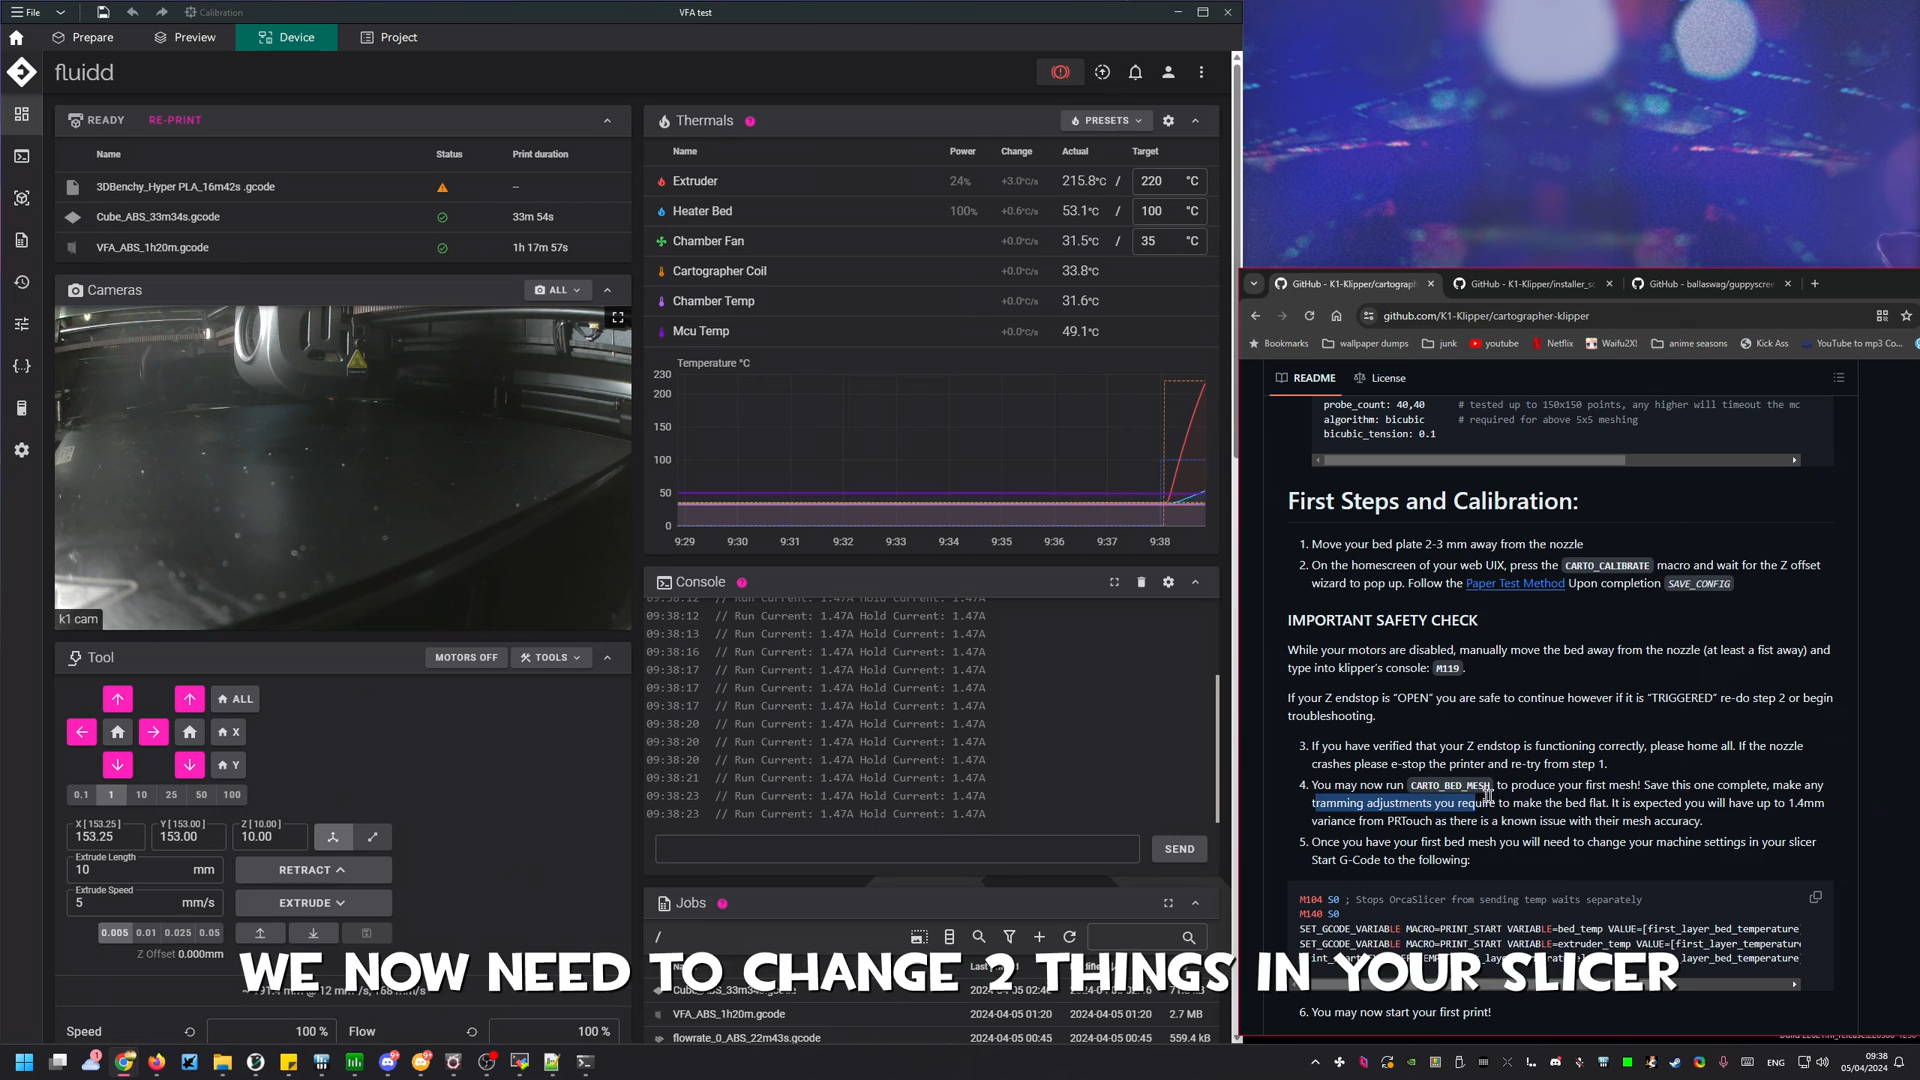 File
Calibration
VFA test
Prepare
Preview
Device
Project
fluidd
READY
RE-PRINT
Name Status Print duration
3DBenchy_Hyper PLA_16m42s .gcode –
Cube_ABS_33m34s.gcode 33m 54s
VFA_ABS_1h20m.gcode 1h 17m 57s
Cameras
ALL
k1 cam
Tool
MOTORS OFF
TOOLS
ALL
X
Y
0.1 1 10 25 50 100
X [ 153.25 ]
153.25
Y [ 153.00 ]
153.00
Z [ 10.00 ]
10.00
Extrude Length
10 mm
RETRACT
Extrude Speed
5 mm/s
EXTRUDE
0.005 0.01 0.025 0.05
Z Offset 0.000mm
Speed 100 %
Flow 100 %
Thermals
PRESETS
Name Power Change Actual Target
Extruder 24% +3.0°C/s 215.8°C / 220 °C
Heater Bed 100% +0.6°C/s 53.1°C / 100 °C
Chamber Fan +0.0°C/s 31.5°C / 35 °C
Cartographer Coil +0.0°C/s 33.8°C
Chamber Temp +0.0°C/s 31.6°C
Mcu Temp +0.0°C/s 49.1°C
Temperature °C
230
200
150
100
50
0
9:29 9:30 9:31 9:32 9:33 9:34 9:35 9:36 9:37 9:38
Console
09:38:12 // Run Current: 1.47A Hold Current: 1.47A
09:38:12 // Run Current: 1.47A Hold Current: 1.47A
09:38:13 // Run Current: 1.47A Hold Current: 1.47A
09:38:16 // Run Current: 1.47A Hold Current: 1.47A
09:38:17 // Run Current: 1.47A Hold Current: 1.47A
09:38:17 // Run Current: 1.47A Hold Current: 1.47A
09:38:17 // Run Current: 1.47A Hold Current: 1.47A
09:38:20 // Run Current: 1.47A Hold Current: 1.47A
09:38:20 // Run Current: 1.47A Hold Current: 1.47A
09:38:20 // Run Current: 1.47A Hold Current: 1.47A
09:38:21 // Run Current: 1.47A Hold Current: 1.47A
09:38:23 // Run Current: 1.47A Hold Current: 1.47A
09:38:23 // Run Current: 1.47A Hold Current: 1.47A
SEND
Jobs
/
VFA_ABS_1h20m.gcode 2024-04-05 01:20 2024-04-05 01:20 2.7 MB
flowrate_0_ABS_22m43s.gcode 2024-04-05 00:45 2024-04-05 00:45 559.4 kB
GitHub - K1-Klipper/cartograph
GitHub - K1-Klipper/installer_sc
GitHub - ballaswag/guppyscree
github.com/K1-Klipper/cartographer-klipper
Bookmarks
wallpaper dumps
junk
youtube
Netflix
Waifu2X!
anime seasons
Kick Ass
YouTube to mp3 Co...
README
License
probe_count: 40,40 # tested up to 150x150 points, any higher will timeout the mc
algorithm: bicubic # required for above 5x5 meshing
bicubic_tension: 0.1
First Steps and Calibration:
1. Move your bed plate 2-3 mm away from the nozzle
2. On the homescreen of your web UIX, press the CARTO_CALIBRATE macro and wait for the Z offset
wizard to pop up. Follow the Paper Test Method Upon completion SAVE_CONFIG
IMPORTANT SAFETY CHECK
While your motors are disabled, manually move the bed away from the nozzle (at least a fist away) and
type into klipper's console: M119.
If your Z endstop is “OPEN” you are safe to continue however if it is “TRIGGERED” re-do step 2 or begin
troubleshooting.
3. If you have verified that your Z endstop is functioning correctly, please home all. If the nozzle
crashes please e-stop the printer and re-try from step 1.
4. You may now run CARTO_BED_MESH to produce your first mesh! Save this one complete, make any
tramming adjustments you require to make the bed flat. It is expected you will have up to 1.4mm
variance from PRTouch as there is a known issue with their mesh accuracy.
5. Once you have your first bed mesh you will need to change your machine settings in your slicer
Start G-Code to the following:
M104 S0 ; Stops OrcaSlicer from sending temp waits separately
M140 S0
SET_GCODE_VARIABLE MACRO=PRINT_START VARIABLE=bed_temp VALUE=[first_layer_bed_temperature
SET_GCODE_VARIABLE MACRO=PRINT_START VARIABLE=extruder_temp VALUE=[first_layer_temperature
6. You may now start your first print!
WE NOW NEED TO CHANGE 2 THINGS IN YOUR SLICER
ENG
09:38
05/04/2024